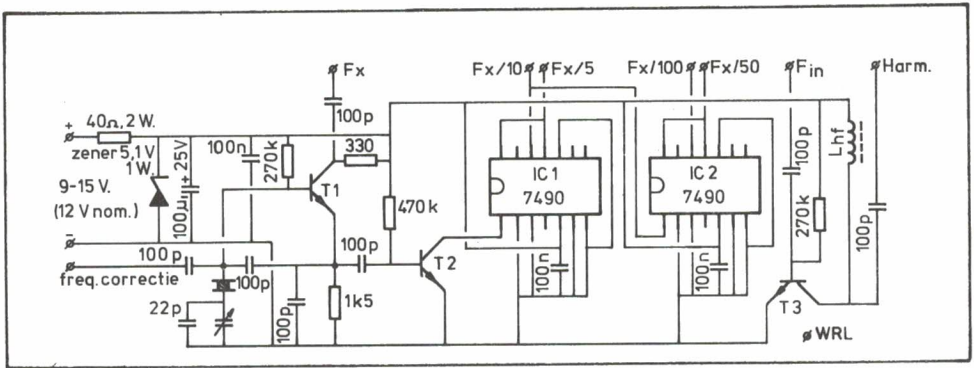 Fx
Fx/10
Fx/5
Fx/100
Fx/50
Fin
Harm.
+
40Ω, 2 W.
zener 5,1 V
1 W.
9-15 V.
(12 V nom.)
-
100µ
+ 25V
100n
270k
T1
100p
330
470k
IC 1
7490
IC 2
7490
100p
270k
Lhf
100p
100p
freq. correctie
22p
100p
100p
1k5
100p
T2
100n
100n
T3
WRL